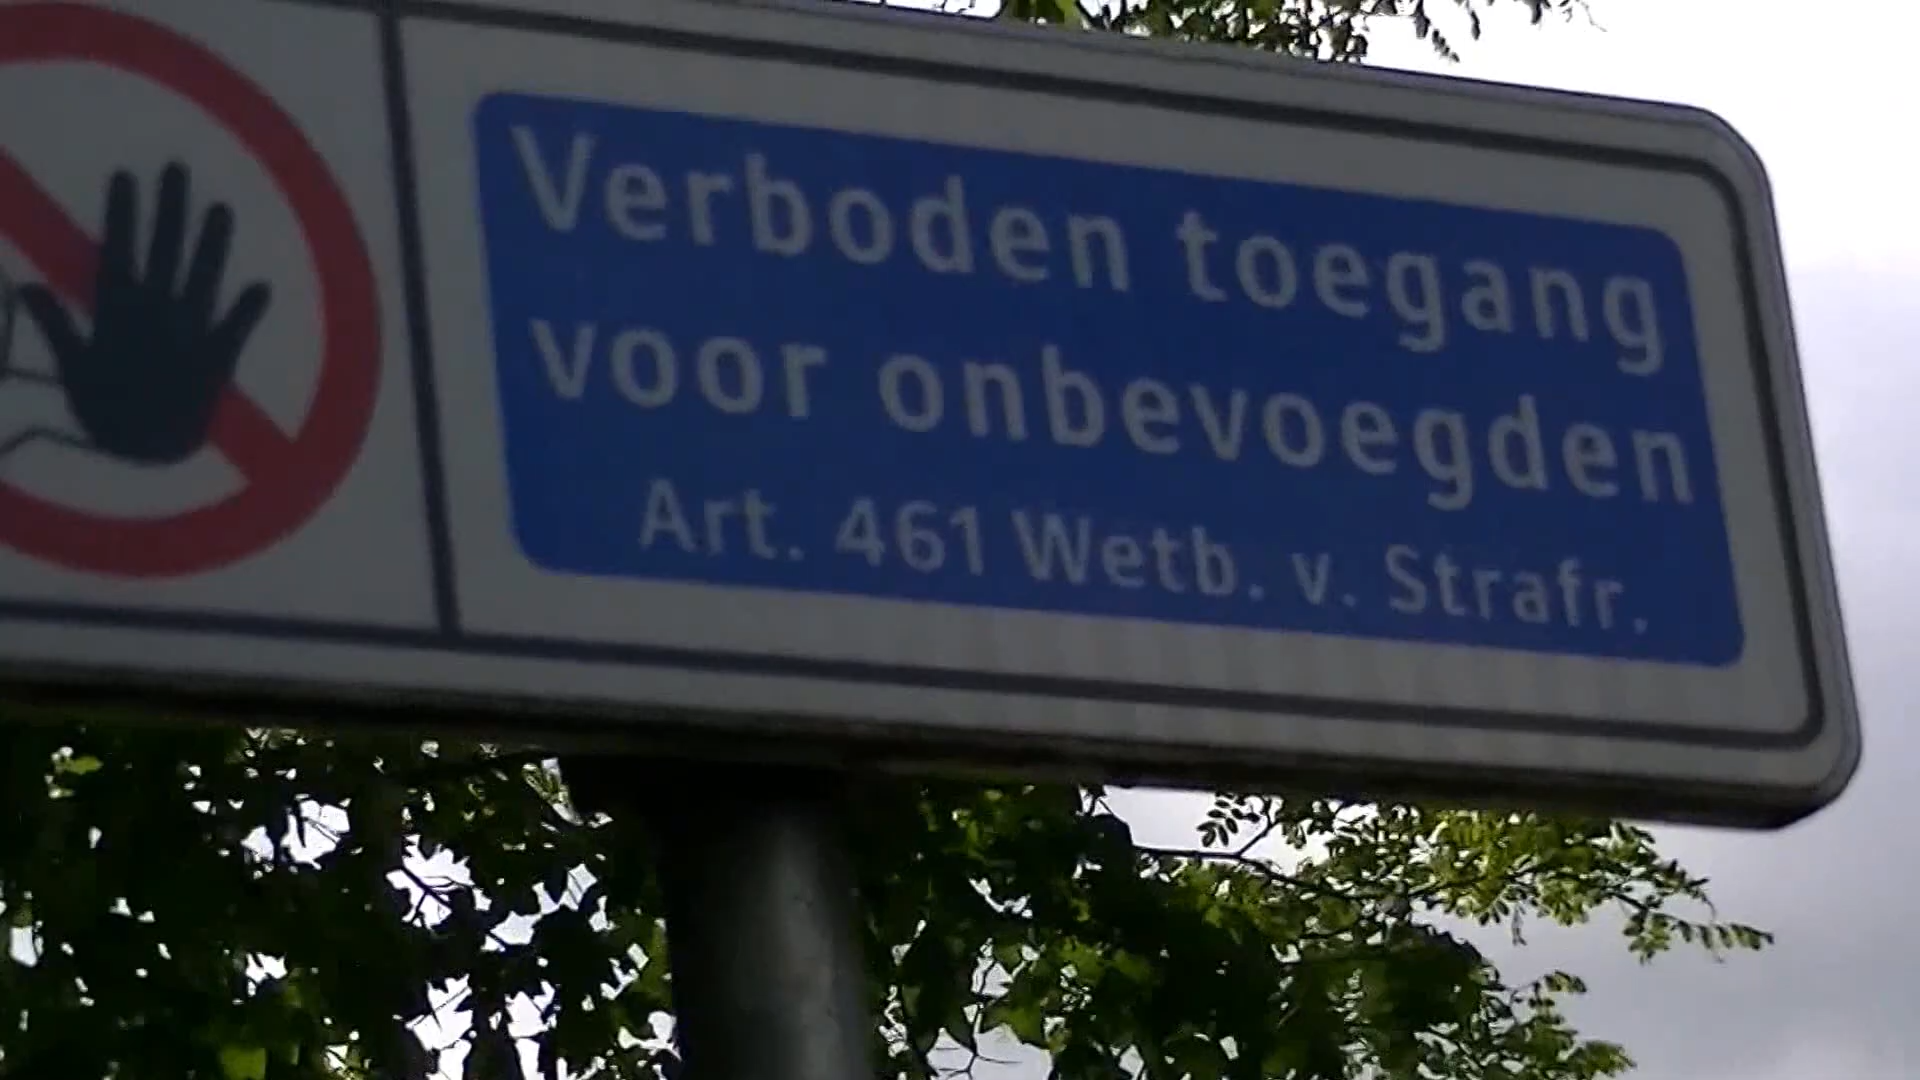 Verboden toegang
voor onbevoegden
Art. 461 Wetb. v. Strafr.